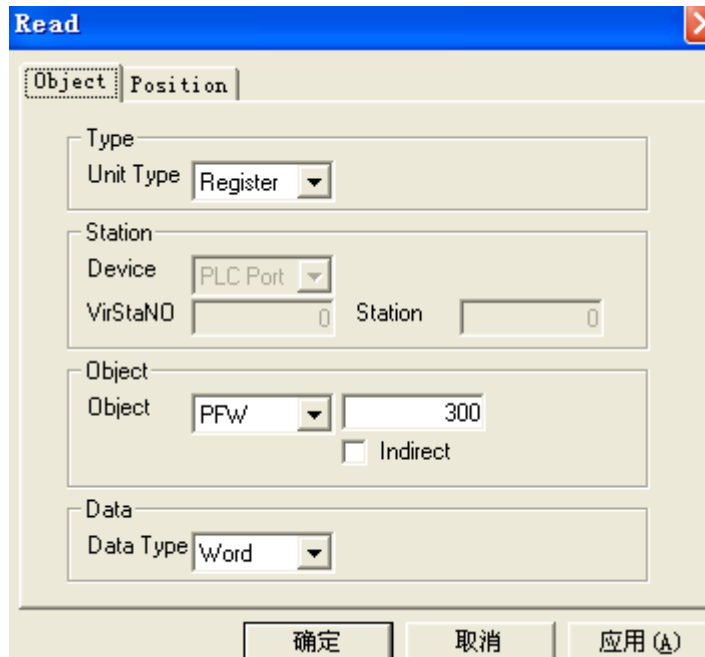 Read
Object Position
Type
Unit Type Register
Station
Device PLC Port
VirStaNO 0 Station 0
Object
Object PFW 300
Indirect
Data
Data Type Word
确定 取消 应用(A)